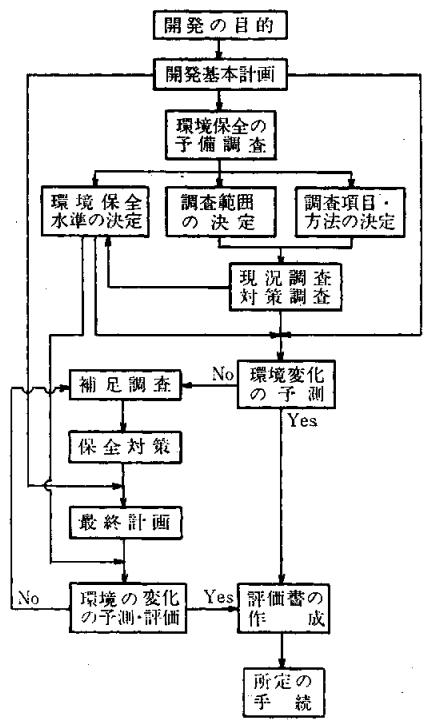 開発の目的
開発基本計画
環境保全の
予備調査
環境保全
水準の決定
調査範囲
の決定
調査項目・
方法の決定
現況調査
対策調査
環境変化
の予測
No
Yes
補足調査
保全対策
最終計画
環境の変化
の予測・評価
No
Yes
評価書の
作成
所定の
手続